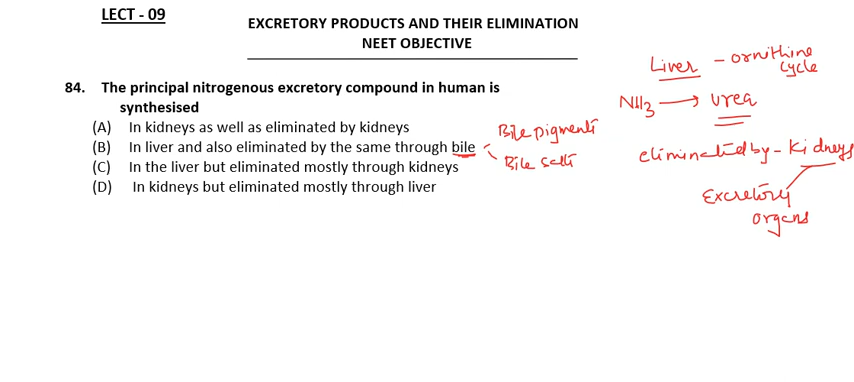 LECT - 09
EXCRETORY PRODUCTS AND THEIR ELIMINATION
NEET OBJECTIVE
84. The principal nitrogenous excretory compound in human is
synthesised
(A) In kidneys as well as eliminated by kidneys
(B) In liver and also eliminated by the same through bile
(C) In the liver but eliminated mostly through kidneys
(D) In kidneys but eliminated mostly through liver
Bile pigments
Bile salts
Liver - ornithine
cycle
NH3 → urea
eliminated by - kidneys
Excretory
organs